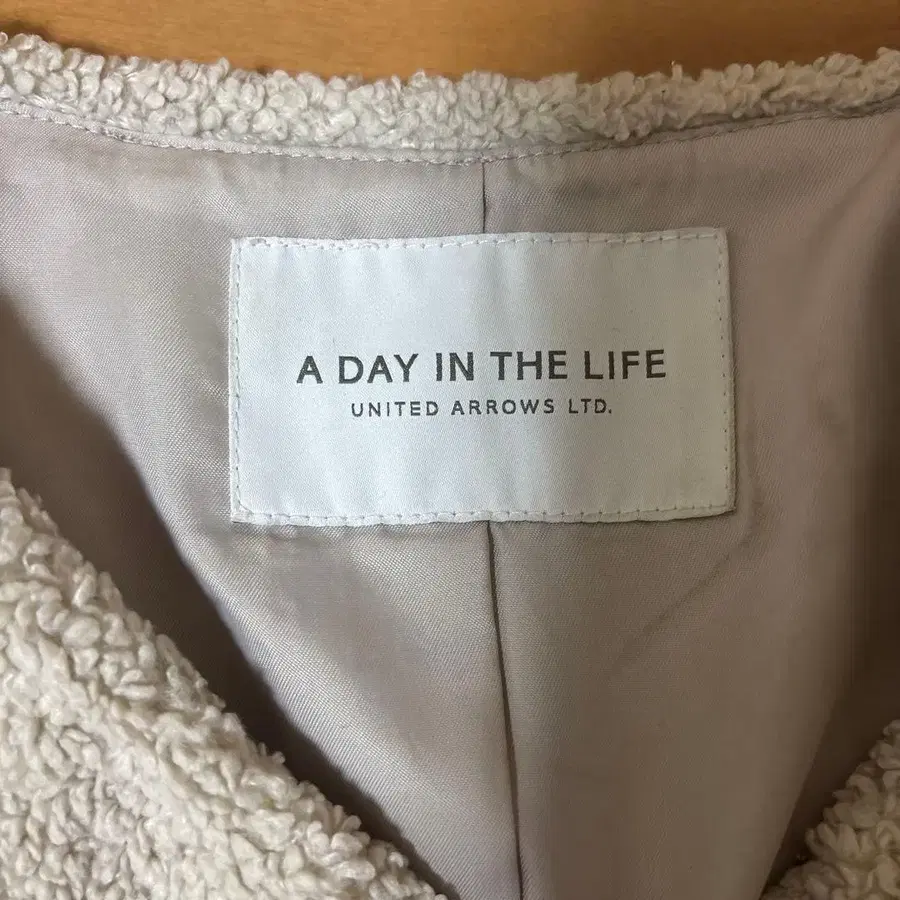 A DAY IN THE LIFE
UNITED ARROWS LTD.